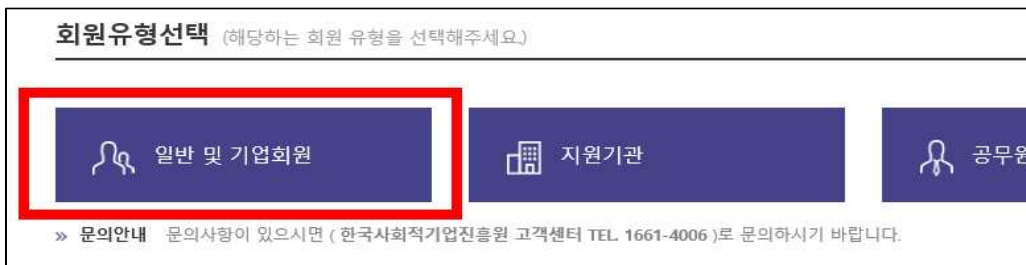 회원유형선택 (해당하는 회원 유형을 선택해주세요.)
일반 및 기업회원 지원기관 공무원
» 문의안내 문의사항이 있으시면 ( 한국사회적기업진흥원 고객센터 TEL. 1661-4006 )로 문의하시기 바랍니다.